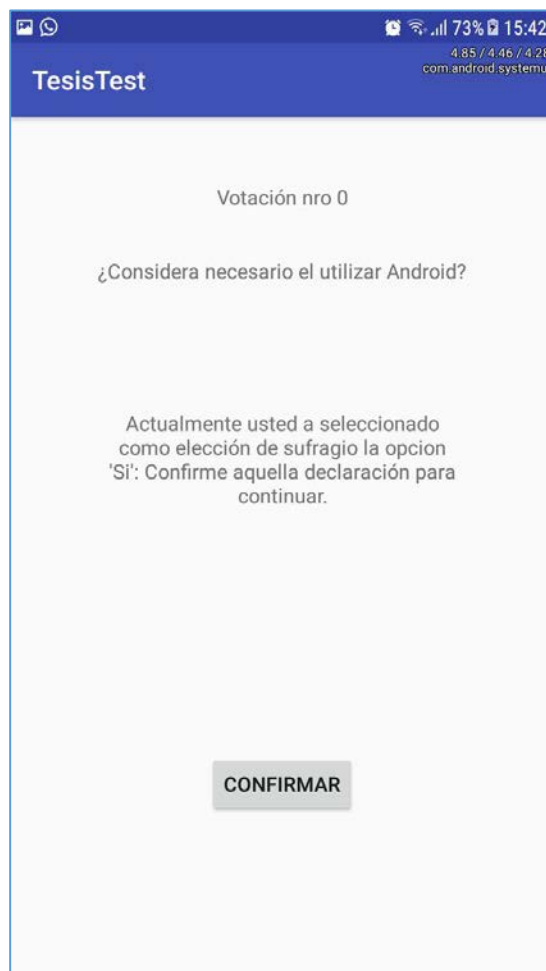 73% 15:42
4.85 / 4.46 / 4.28
com.android.systemu
TesisTest
Votación nro 0
¿Considera necesario el utilizar Android?
Actualmente usted a seleccionado
como elección de sufragio la opcion
'Si': Confirme aquella declaración para
continuar.
CONFIRMAR